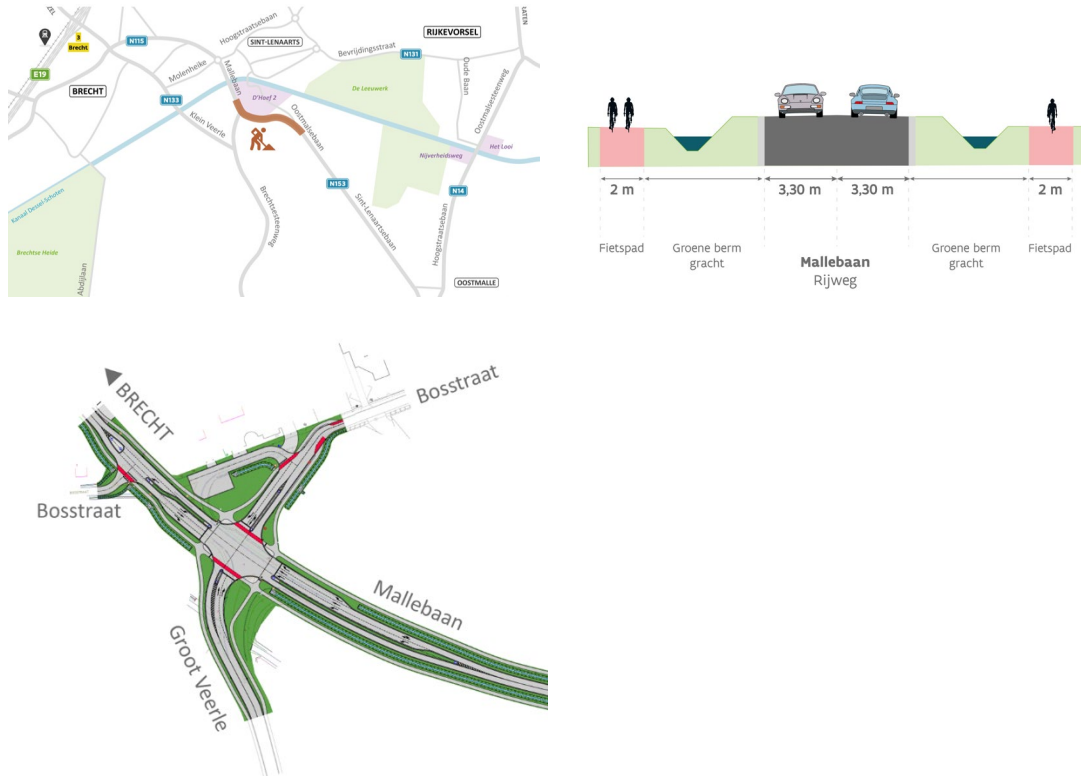 Hoogstraatsebaan
RIJKEVORSEL
3
Brecht
N115
SINT-LENAARTS
Bevrijdingsstraat
N131
E19
Molenheike
Mallebaan
Oude Baan
BRECHT
N133
D'Hoef 2
De Leeuwerk
Oostmalsesteenweg
Klein Veerle
Oostmalsebaan
Het Looi
Nijverheidsweg
N153
N14
Kanaal Dessel-Schoten
Brechtsesteenweg
Sint-Lenaartsebaan
Hoogstraatsebaan
Brechtse Heide
Abdijlaan
OOSTMALLE
2 m
3,30 m
3,30 m
2 m
Fietspad
Groene berm
gracht
Mallebaan
Rijweg
Groene berm
gracht
Fietspad
BRECHT
Bosstraat
Bosstraat
Mallebaan
Groot Veerle